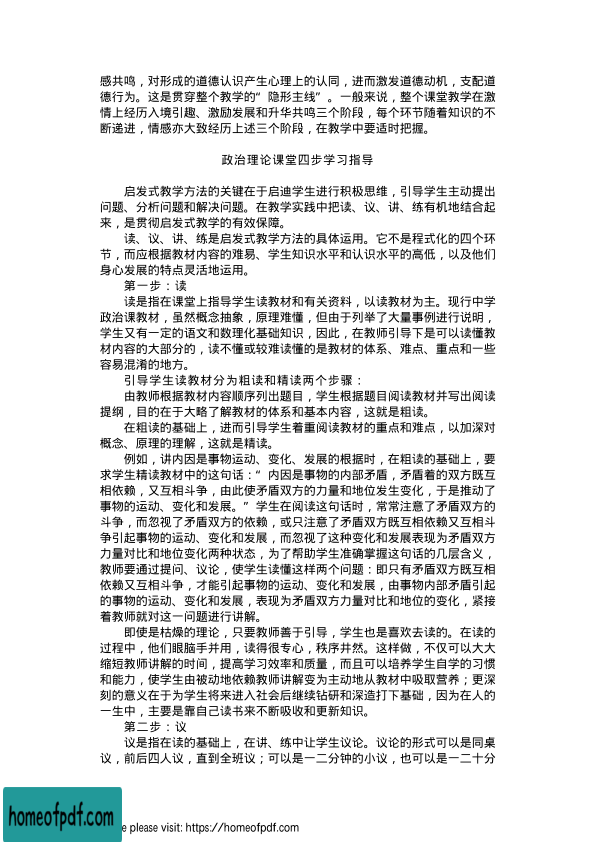 感共鸣，对形成的道德认识产生心理上的认同，进而激发道德动机，支配道
德行为。这是贯穿整个教学的“隐形主线”。一般来说，整个课堂教学在激
情上经历入境引趣、激励发展和升华共鸣三个阶段，每个环节随着知识的不
断递进，情感亦大致经历上述三个阶段，在教学中要适时把握。
政治理论课堂四步学习指导
启发式教学方法的关键在于启迪学生进行积极思维，引导学生主动提出
问题、分析问题和解决问题。在教学实践中把读、议、讲、练有机地结合起
来，是贯彻启发式教学的有效保障。
读、议、讲、练是启发式教学方法的具体运用。它不是程式化的四个环
节，而应根据教材内容的难易、学生知识水平和认识水平的高低，以及他们
身心发展的特点灵活地运用。
第一步：读
读是指在课堂上指导学生读教材和有关资料，以读教材为主。现行中学
政治课教材，虽然概念抽象，原理难懂，但由于列举了大量事例进行说明，
学生又有一定的语文和数理化基础知识，因此，在教师引导下是可以读懂教
材内容的大部分的，读不懂或较难读懂的是教材的体系、难点、重点和一些
容易混淆的地方。
引导学生读教材分为粗读和精读两个步骤：
由教师根据教材内容顺序列出题目，学生根据题目阅读教材并写出阅读
提纲，目的在于大略了解教材的体系和基本内容，这就是粗读。
在粗读的基础上，进而引导学生着重阅读教材的重点和难点，以加深对
概念、原理的理解，这就是精读。
例如，讲内因是事物运动、变化、发展的根据时，在粗读的基础上，要
求学生精读教材中的这句话：“内因是事物的内部矛盾，矛盾着的双方既互
相依赖，又互相斗争，由此使矛盾双方的力量和地位发生变化，于是推动了
事物的运动、变化和发展。”学生在阅读这句话时，常常注意了矛盾双方的
斗争，而忽视了矛盾双方的依赖，或只注意了矛盾双方既互相依赖又互相斗
争引起事物的运动、变化和发展，而忽视了这种变化和发展表现为矛盾双方
力量对比和地位变化两种状态，为了帮助学生准确掌握这句话的几层含义，
教师要通过提问、议论，使学生读懂这样两个问题：即只有矛盾双方既互相
依赖又互相斗争，才能引起事物的运动、变化和发展，由事物内部矛盾引起
的事物的运动、变化和发展，表现为矛盾双方力量对比和地位的变化，紧接
着教师就对这一问题进行讲解。
即使是枯燥的理论，只要教师善于引导，学生也是喜欢去读的。在读的
过程中，他们眼脑手并用，读得很专心，秩序井然。这样做，不仅可以大大
缩短教师讲解的时间，提高学习效率和质量，而且可以培养学生自学的习惯
和能力，使学生由被动地依赖教师讲解变为主动地从教材中吸取营养；更深
刻的意义在于为学生将来进入社会后继续钻研和深造打下基础，因为在人的
一生中，主要是靠自己读书来不断吸收和更新知识。
第二步：议
议是指在读的基础上，在讲、练中让学生议论。议论的形式可以是同桌
议，前后四人议，直到全班议；可以是一二分钟的小议，也可以是一二十分
homeofpdf.com
please visit: https://homeofpdf.com